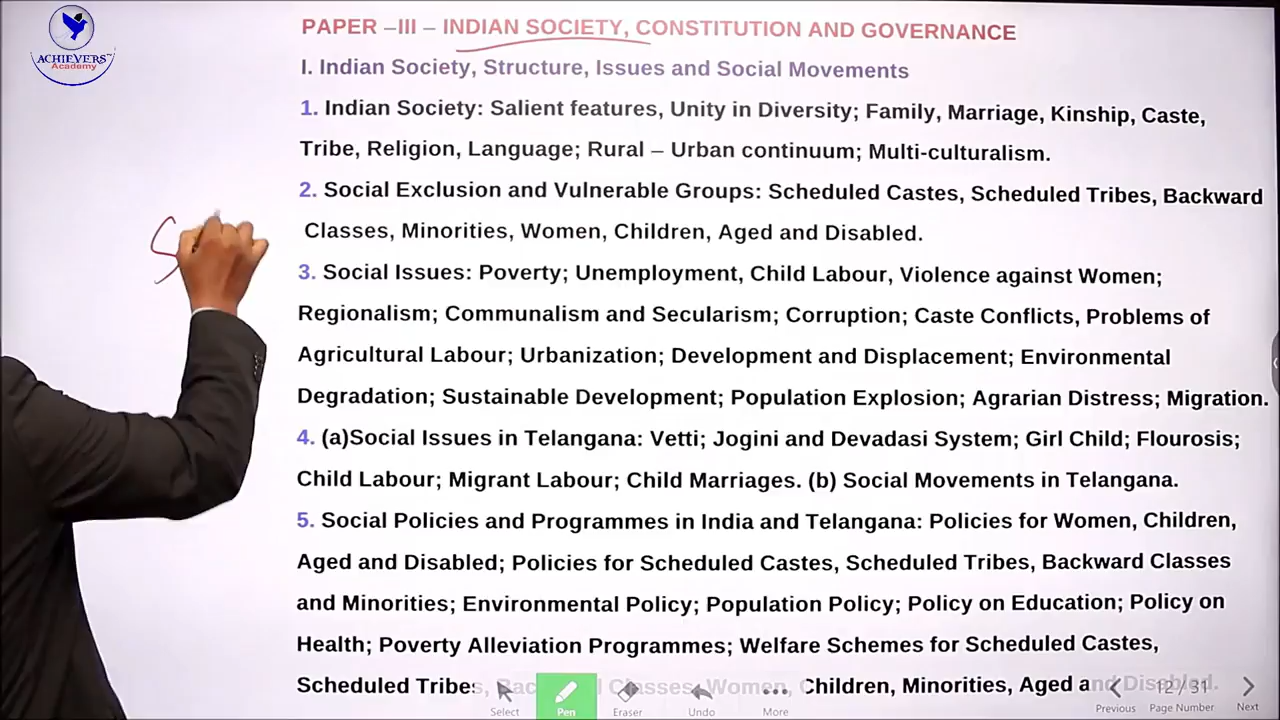 ACHIEVERS
Academy
PAPER –III – INDIAN SOCIETY, CONSTITUTION AND GOVERNANCE
I. Indian Society, Structure, Issues and Social Movements
1. Indian Society: Salient features, Unity in Diversity; Family, Marriage, Kinship, Caste,
Tribe, Religion, Language; Rural – Urban continuum; Multi-culturalism.
2. Social Exclusion and Vulnerable Groups: Scheduled Castes, Scheduled Tribes, Backward
Classes, Minorities, Women, Children, Aged and Disabled.
3. Social Issues: Poverty; Unemployment, Child Labour, Violence against Women;
Regionalism; Communalism and Secularism; Corruption; Caste Conflicts, Problems of
Agricultural Labour; Urbanization; Development and Displacement; Environmental
Degradation; Sustainable Development; Population Explosion; Agrarian Distress; Migration.
4. (a)Social Issues in Telangana: Vetti; Jogini and Devadasi System; Girl Child; Flourosis;
Child Labour; Migrant Labour; Child Marriages. (b) Social Movements in Telangana.
5. Social Policies and Programmes in India and Telangana: Policies for Women, Children,
Aged and Disabled; Policies for Scheduled Castes, Scheduled Tribes, Backward Classes
and Minorities; Environmental Policy; Population Policy; Policy on Education; Policy on
Health; Poverty Alleviation Programmes; Welfare Schemes for Scheduled Castes,
Scheduled Tribes, Backward Classes, Women, Children, Minorities, Aged and Disabled.
Select Pen Eraser Undo More Previous 12 / 31 Page Number Next